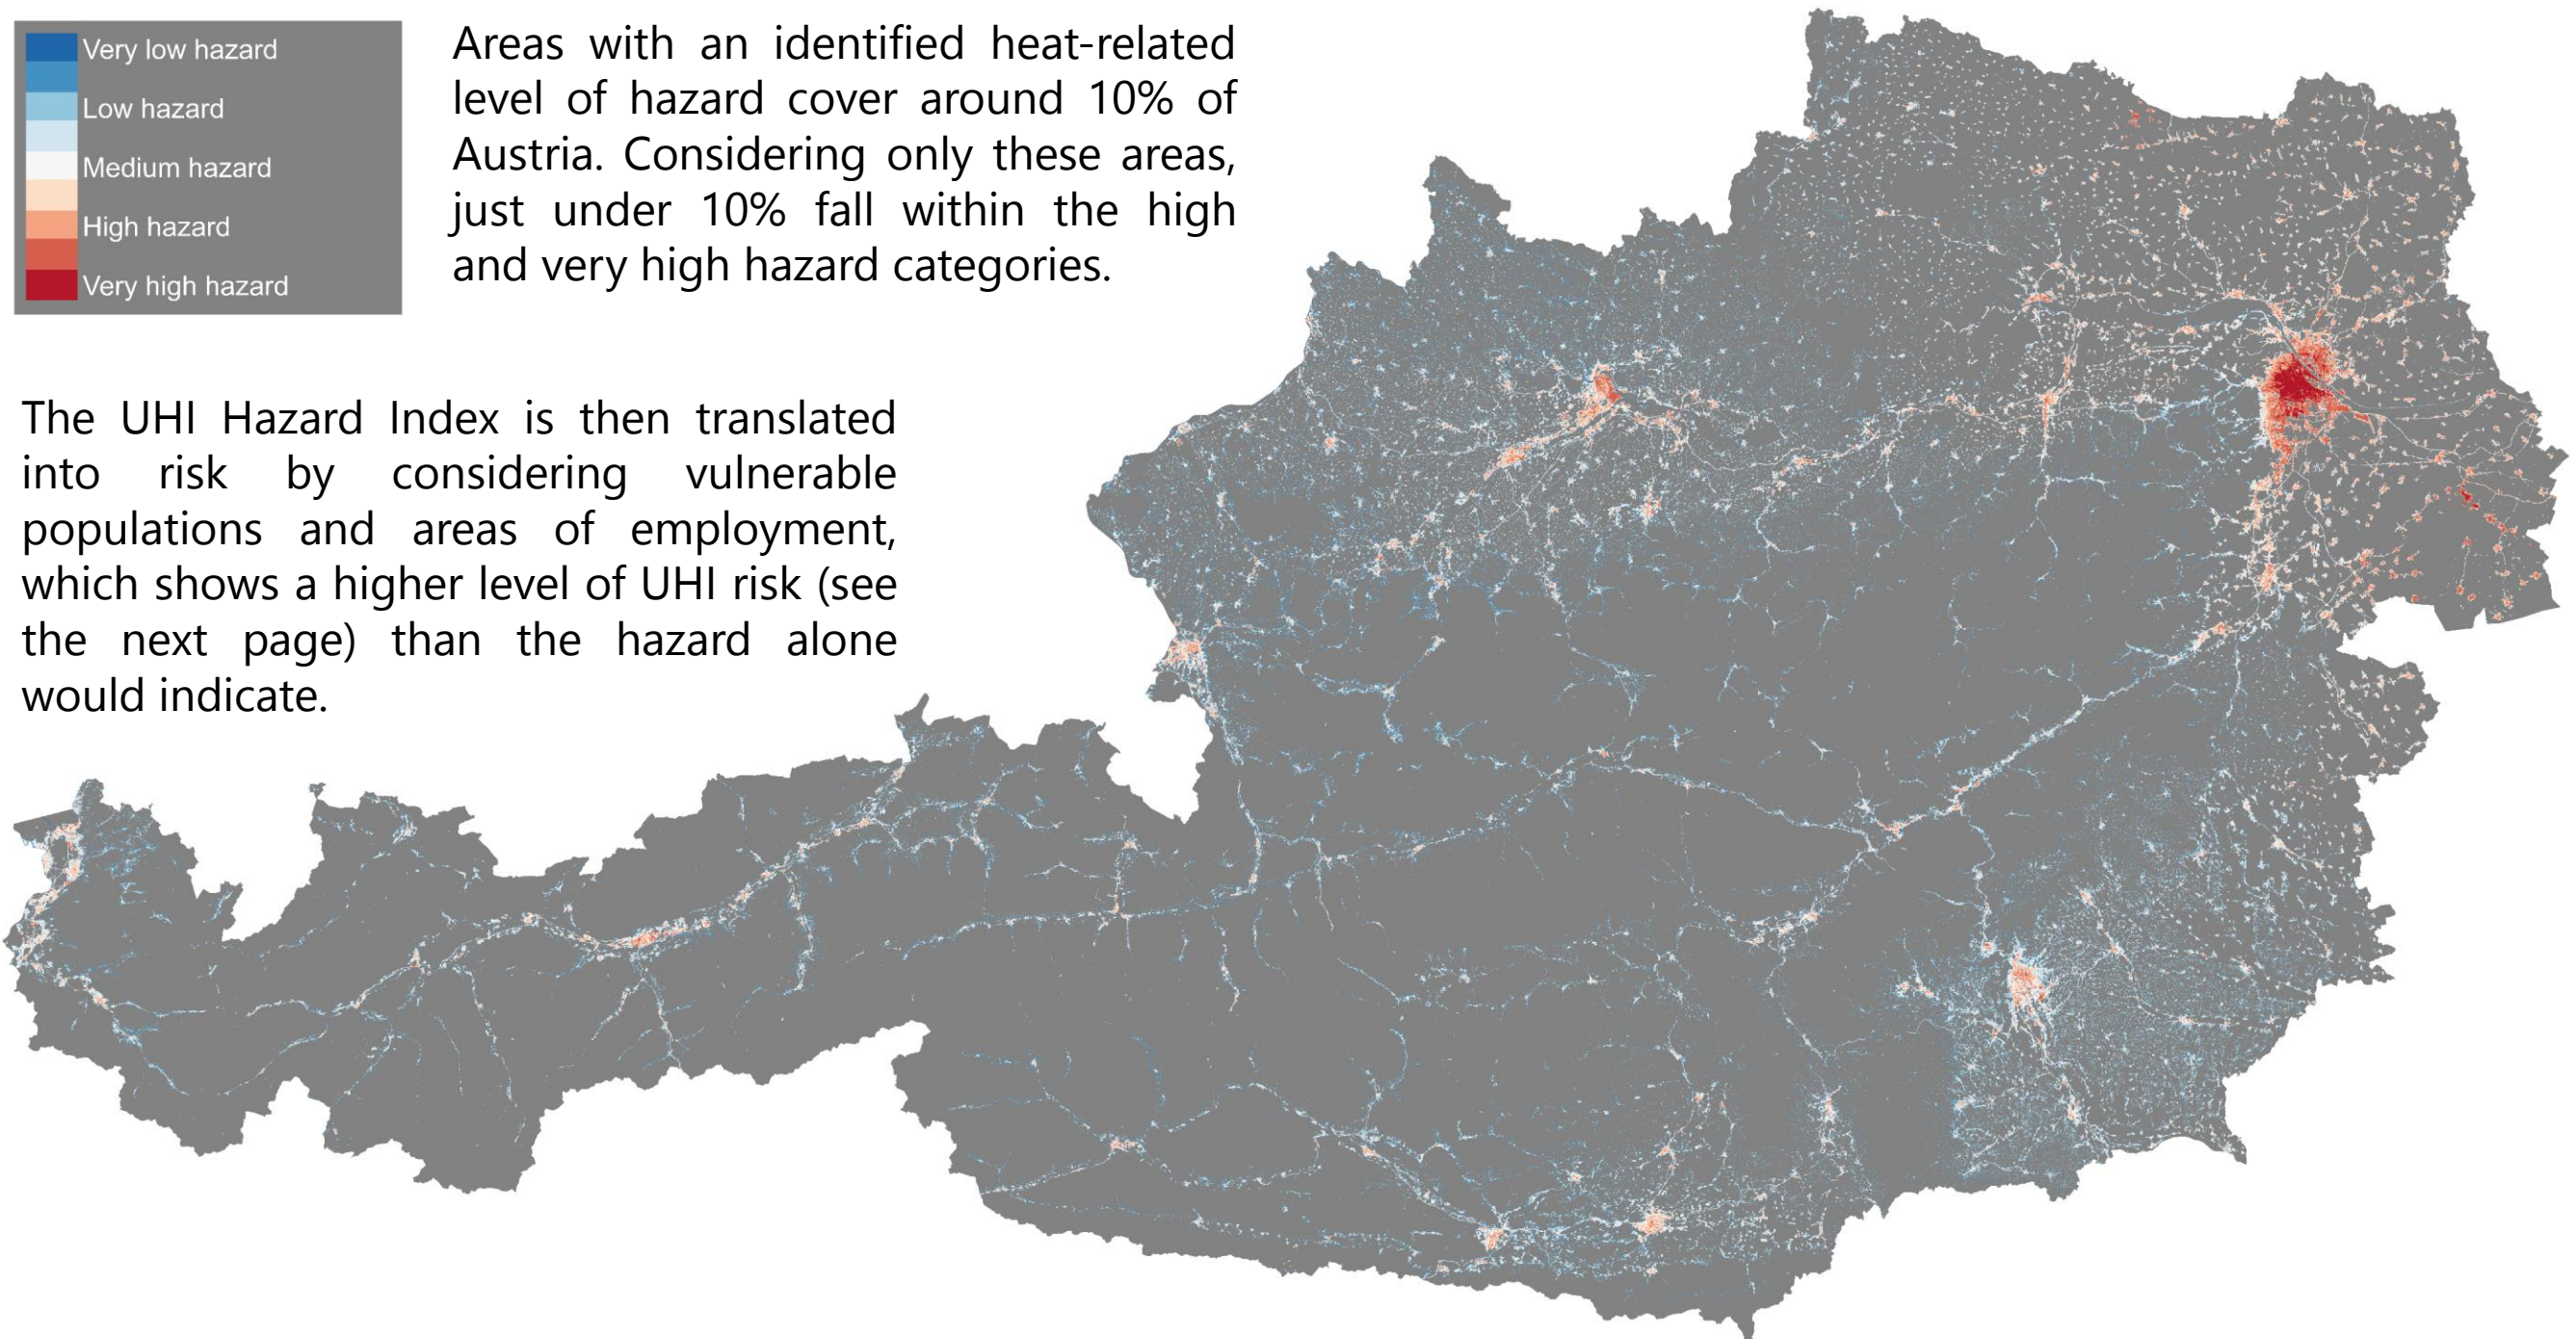 Very low hazard
Low hazard
Medium hazard
High hazard
Very high hazard
Areas with an identified heat-related
level of hazard cover around 10% of
Austria. Considering only these areas,
just under 10% fall within the high
and very high hazard categories.
The UHI Hazard Index is then translated
into risk by considering vulnerable
populations and areas of employment,
which shows a higher level of UHI risk (see
the next page) than the hazard alone
would indicate.